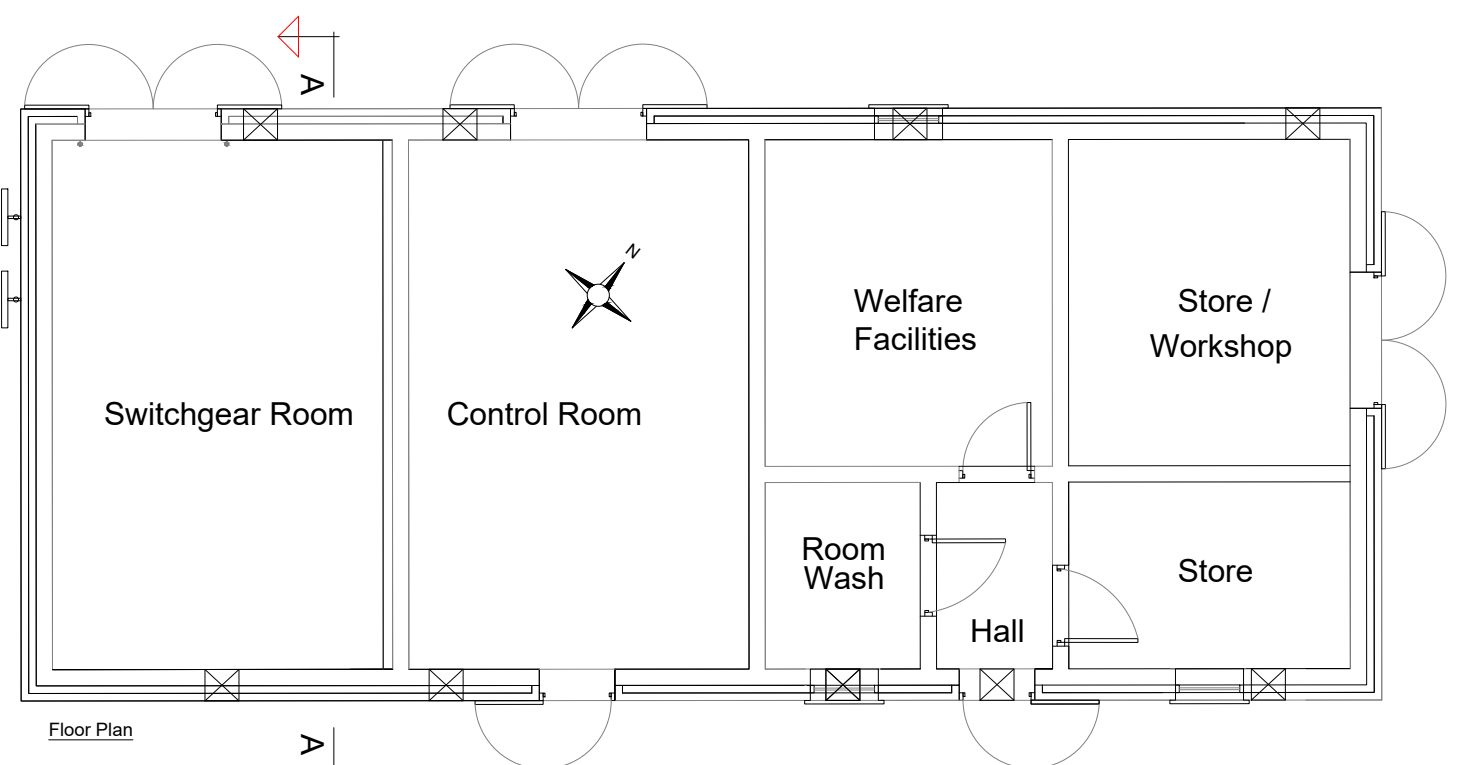 A
N
Welfare
Facilities
Store /
Workshop
Switchgear Room
Control Room
Room
Wash
Store
Hall
Floor Plan
A